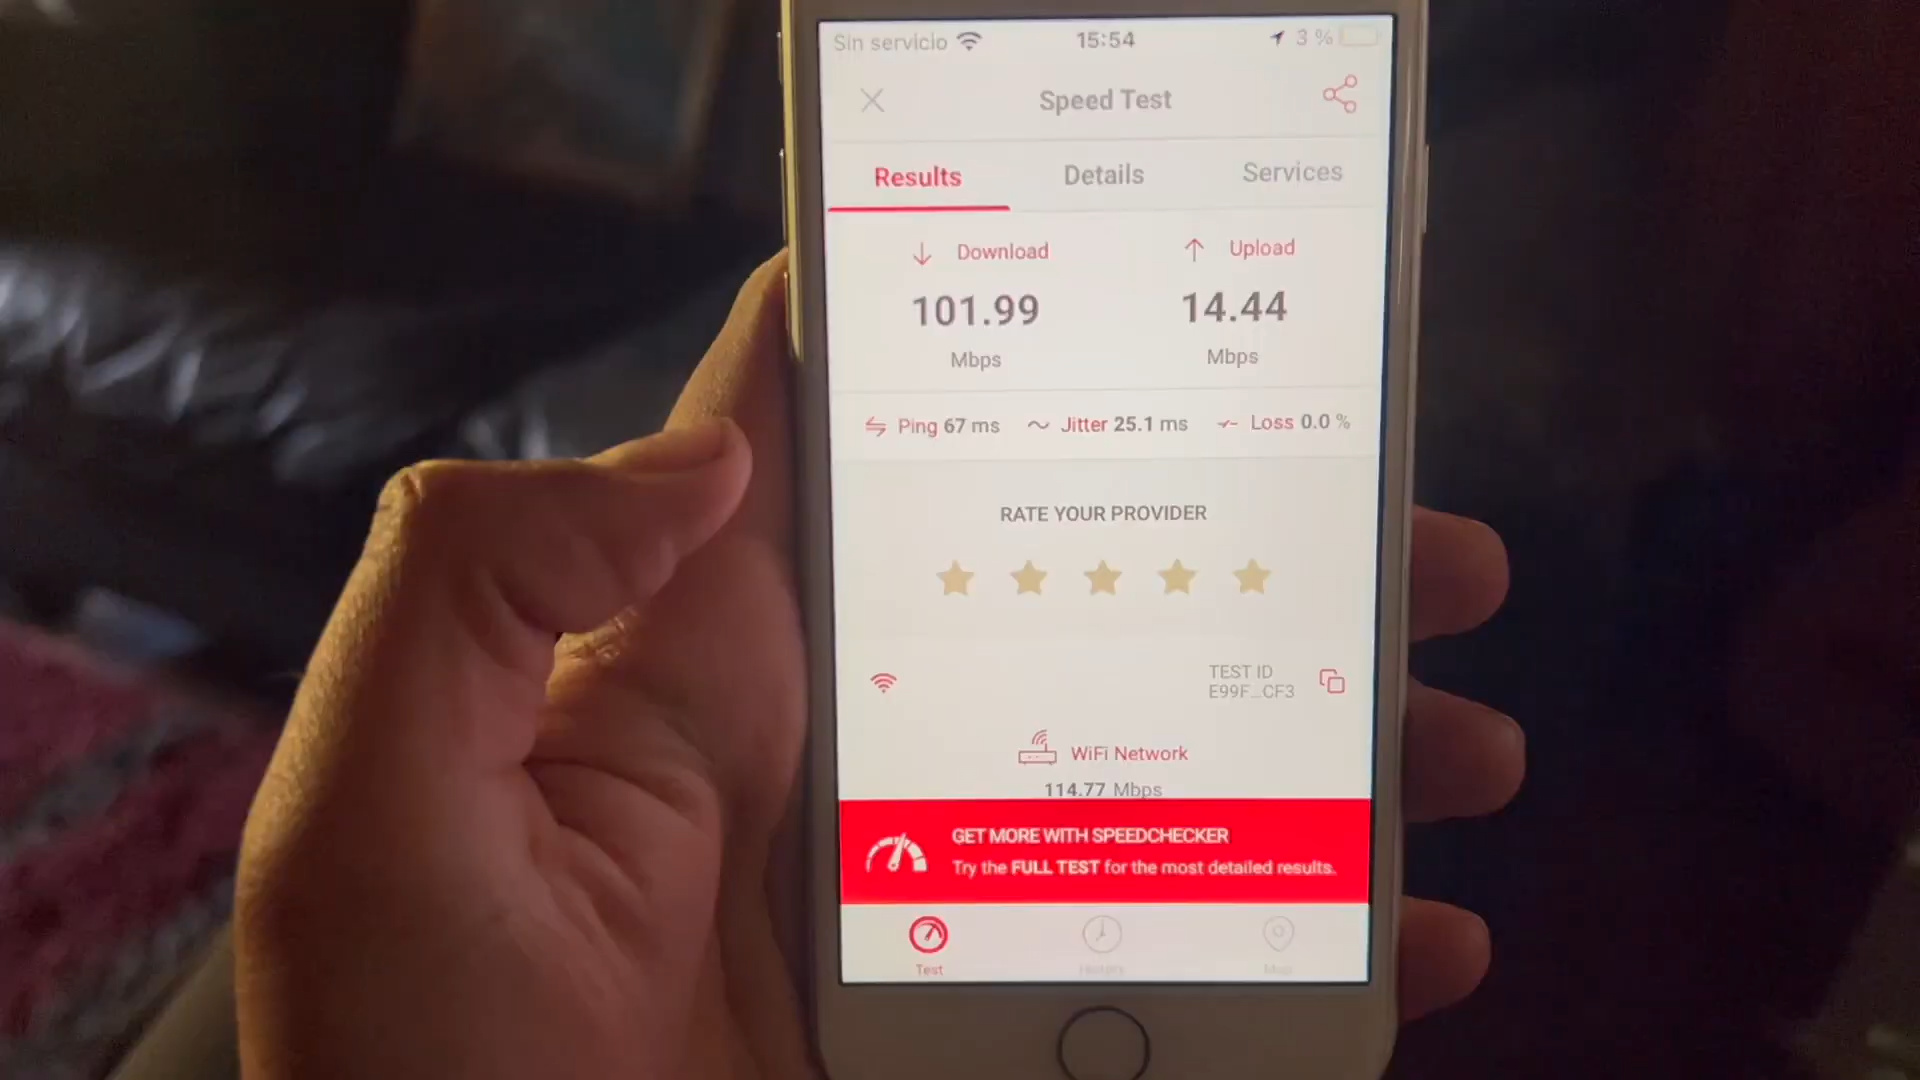 Sin servicio 15:54 3 %
Speed Test
Results Details Services
Download Upload
101.99 14.44
Mbps Mbps
Ping 67 ms Jitter 25.1 ms Loss 0.0 %
RATE YOUR PROVIDER
TEST ID
E99F...CF3
WiFi Network
114.77 Mbps
GET MORE WITH SPEEDCHECKER
Try the FULL TEST for the most detailed results.
Test History Map